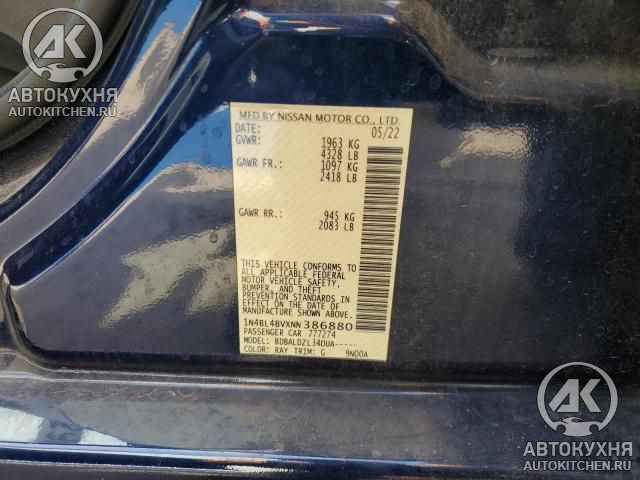 AK
АВТОКУХНЯ
AUTOKITCHEN.RU
MFD BY NISSAN MOTOR CO., LTD.
DATE: 05/22
GVWR: 1963 KG
4328 LB
GAWR FR.: 1097 KG
2418 LB
GAWR RR.: 945 KG
2083 LB
THIS VEHICLE CONFORMS TO
ALL APPLICABLE FEDERAL
MOTOR VEHICLE SAFETY,
BUMPER, AND THEFT
PREVENTION STANDARDS IN
EFFECT ON THE DATE OF
MANUFACTURE SHOWN ABOVE.
1N4BL4BVXNN386880
PASSENGER CAR 777274
MODEL: BDBALDZL34DUA-----
COLOR: RAY TRIM: G 9N00A
AK
АВТОКУХНЯ
AUTOKITCHEN.RU